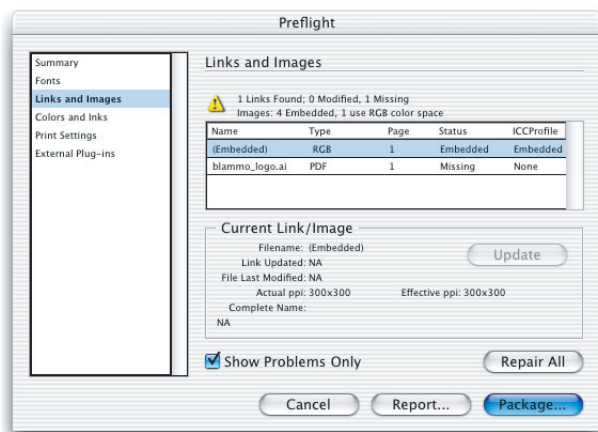 Preflight
Summary
Fonts
Links and Images
Colors and Inks
Print Settings
External Plug-ins
Links and Images
1 Links Found; 0 Modified, 1 Missing
Images: 4 Embedded, 1 use RGB color space
Name Type Page Status ICCProfile
(Embedded) RGB 1 Embedded Embedded
blammo_logo.ai PDF 1 Missing None
Current Link/Image
Filename: (Embedded)
Update
Link Updated: NA
File Last Modified: NA
Actual ppi: 300x300 Effective ppi: 300x300
Complete Name:
NA
Show Problems Only
Repair All
Cancel Report... Package...